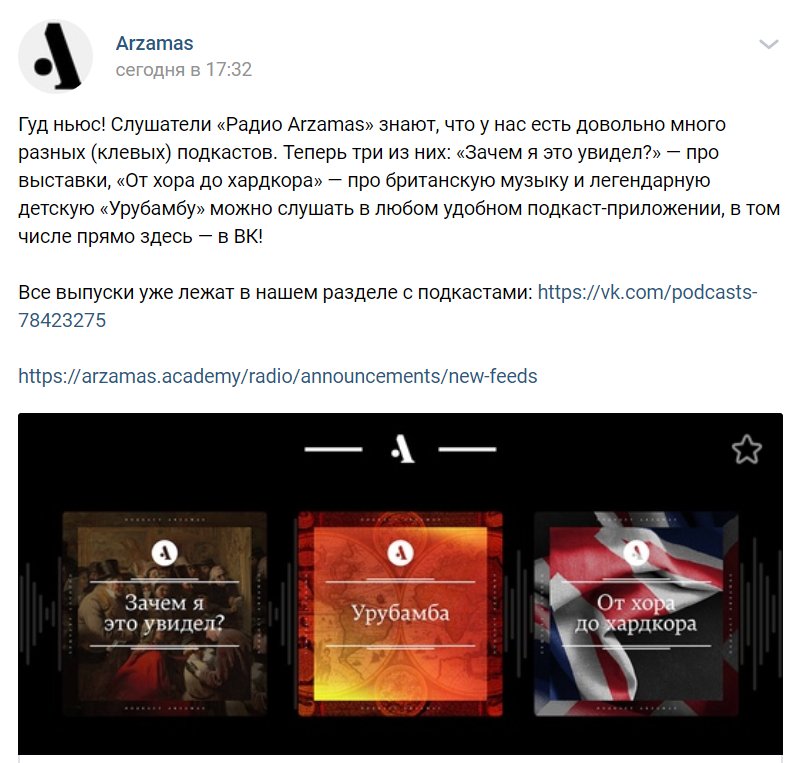 Arzamas
сегодня в 17:32
Гуд ньюс! Слушатели «Радио Arzamas» знают, что у нас есть довольно много
разных (клевых) подкастов. Теперь три из них: «Зачем я это увидел?» — про
выставки, «От хора до хардкора» — про британскую музыку и легендарную
детскую «Урубамбу» можно слушать в любом удобном подкаст-приложении, в том
числе прямо здесь — в ВК!
Все выпуски уже лежат в нашем разделе с подкастами: https://vk.com/podcasts-
78423275
https://arzamas.academy/radio/announcements/new-feeds
Зачем я
это увидел?
Урубамба
От хора
до хардкора